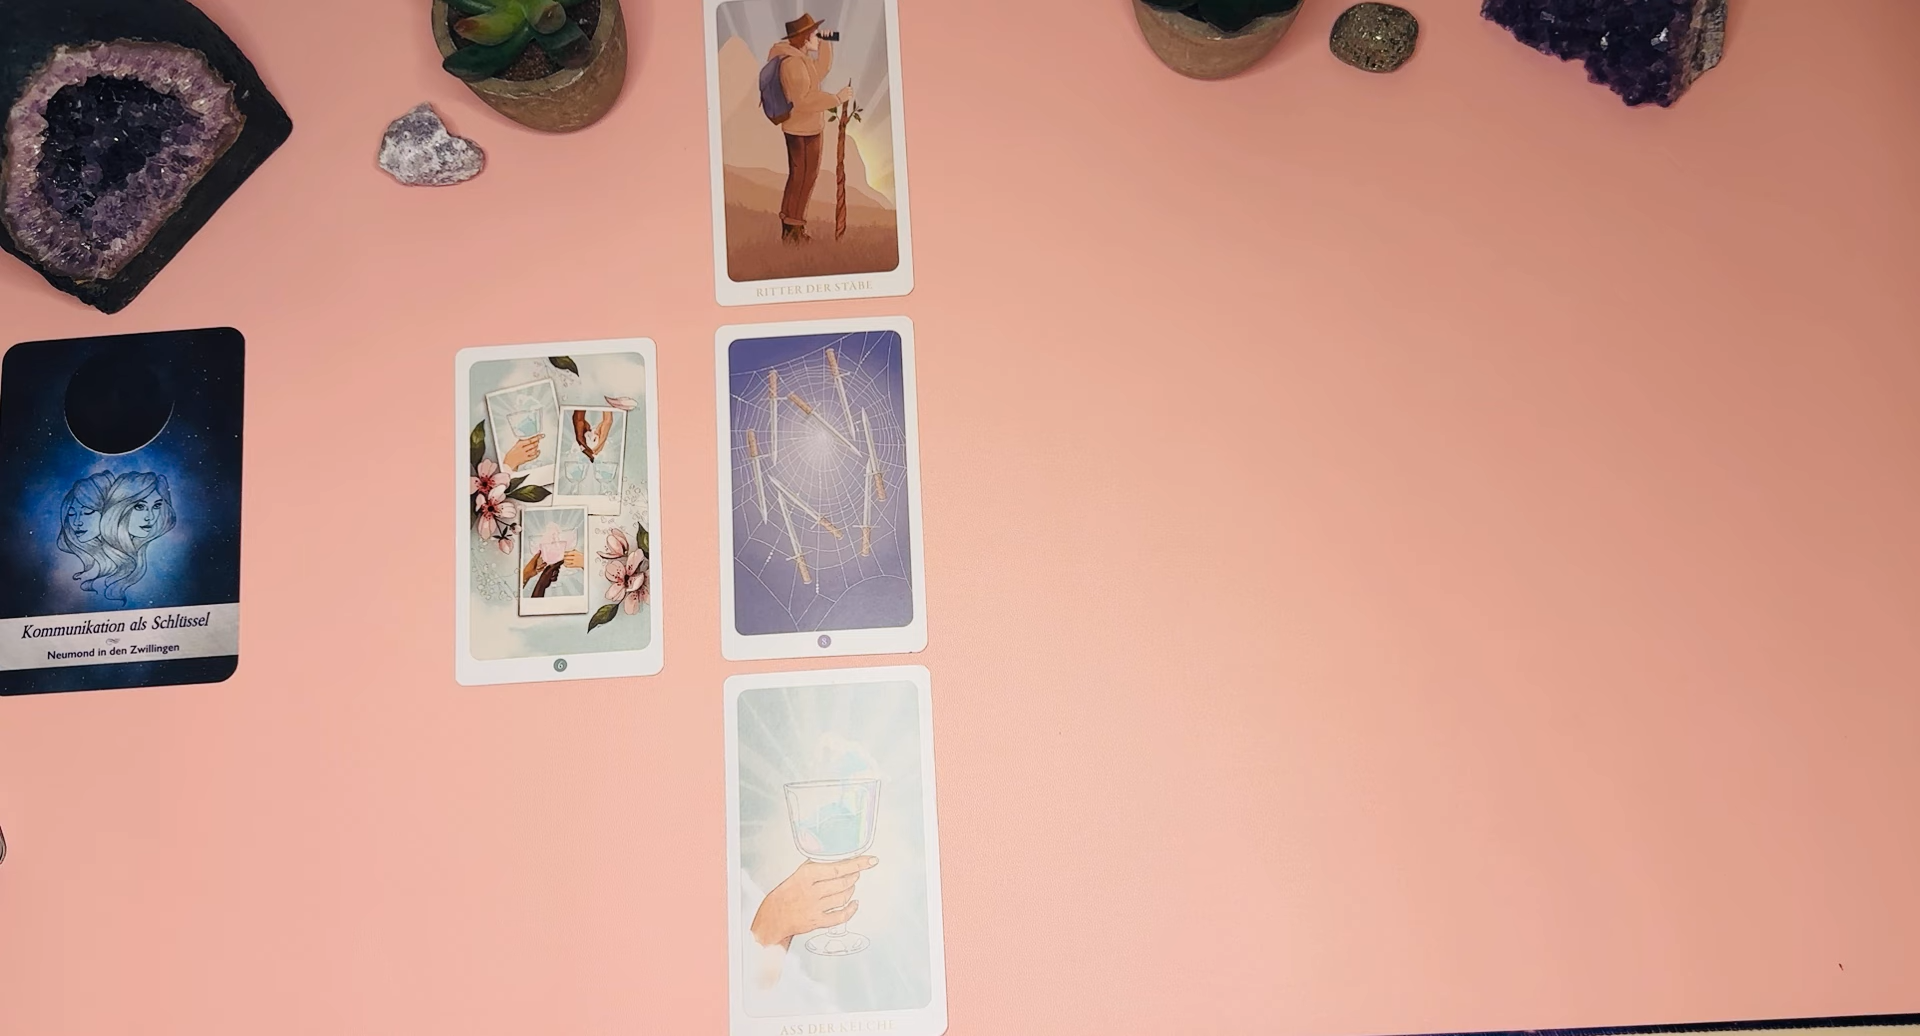 RITTER DER STÄBE
Kommunikation als Schlüssel
Neumond in den Zwillingen
6
8
ASS DER KELCHE